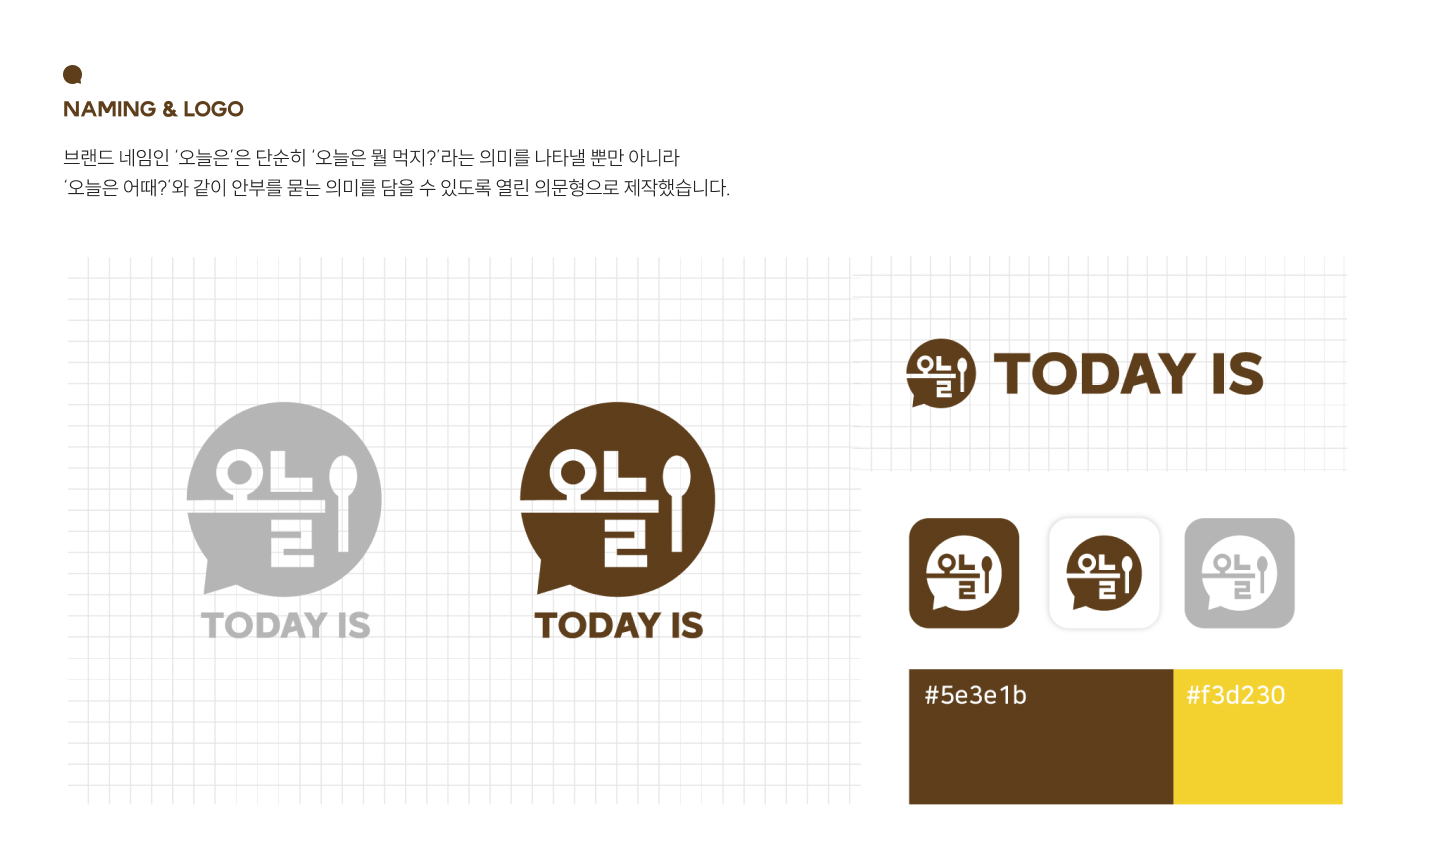 NAMING & LOGO
브랜드 네임인 '오늘은'은 단순히 '오늘은 뭘 먹지?'라는 의미를 나타낼 뿐만 아니라
'오늘은 어때?'와 같이 안부를 묻는 의미를 담을 수 있도록 열린 의문형으로 제작했습니다.
오늘
TODAY IS
오늘
TODAY IS
오늘 TODAY IS
오늘
오늘
오늘
#5e3e1b
#f3d230